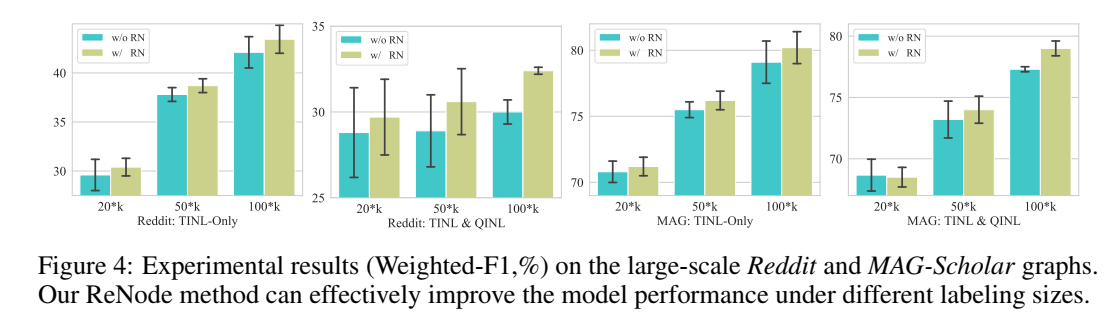 w/o RN
w/ RN
40
35
30
20*k 50*k 100*k
Reddit: TINL-Only
35
w/o RN
w/ RN
30
25
20*k 50*k 100*k
Reddit: TINL & QINL
w/o RN
w/ RN
80
75
70
20*k 50*k 100*k
MAG: TINL-Only
80
w/o RN
w/ RN
75
70
20*k 50*k 100*k
MAG: TINL & QINL
Figure 4: Experimental results (Weighted-F1,%) on the large-scale Reddit and MAG-Scholar graphs.
Our ReNode method can effectively improve the model performance under different labeling sizes.